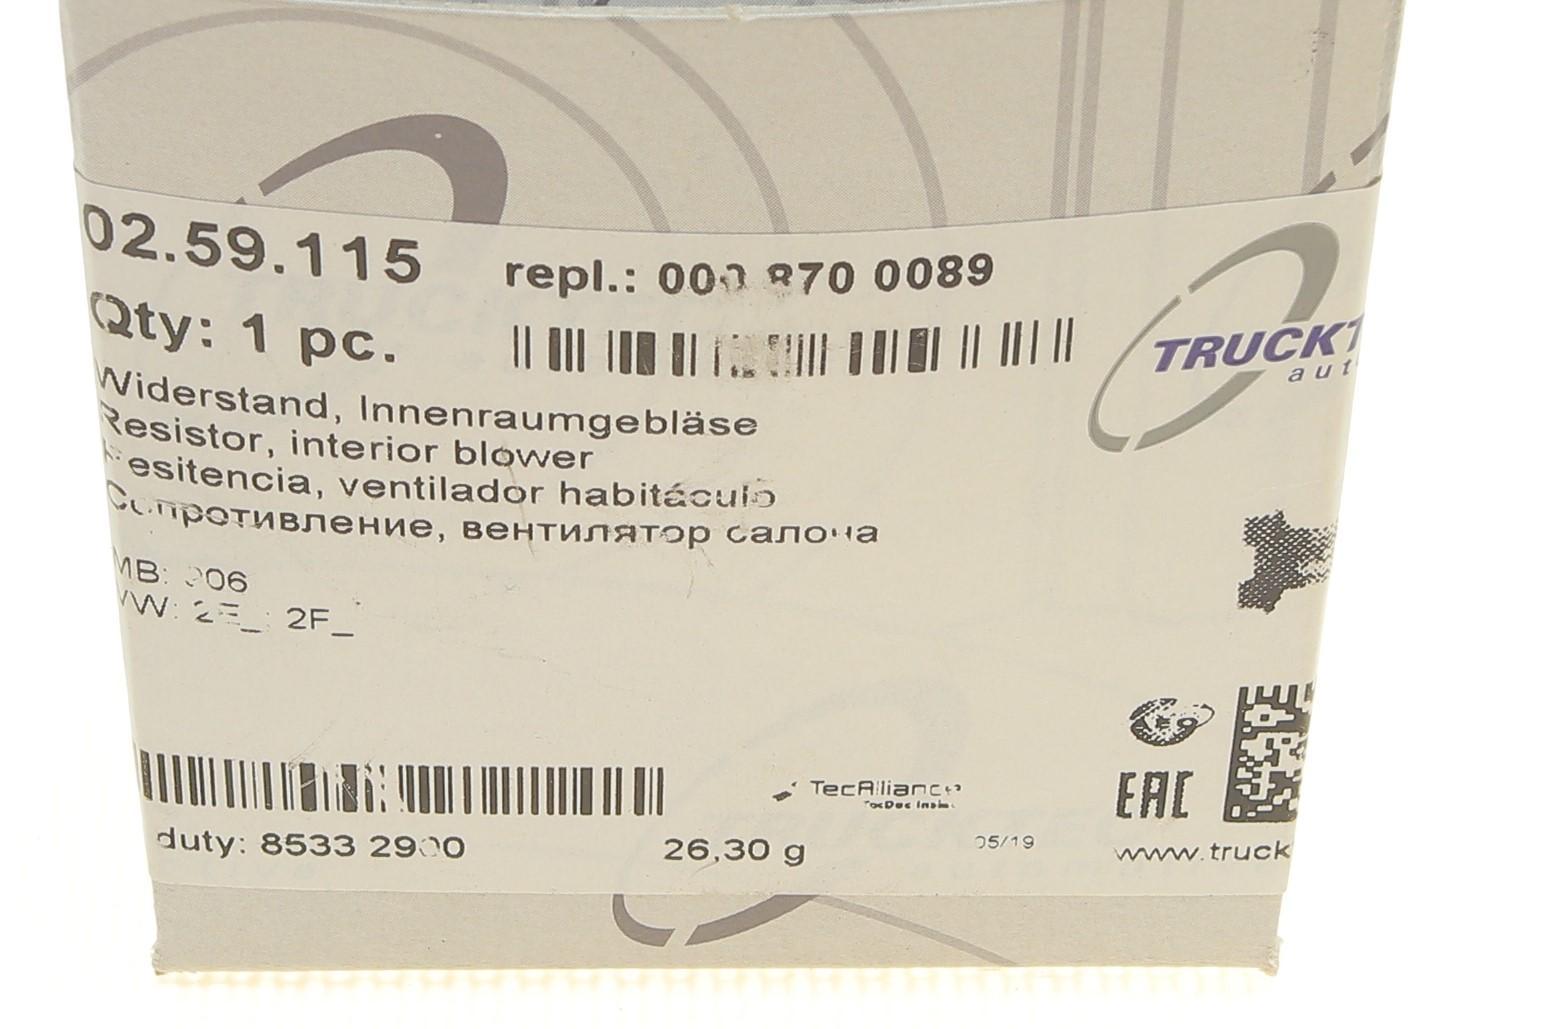 02.59.115
repl.: 000 870 0089
Qty: 1 pc.
TRUCKT
aut
Widerstand, Innenraumgebläse
Resistor, interior blower
Resitencia, ventilador habitáculo
Сопротивление, вентилятор салона
MB: 906
VW: 2E_; 2F_
TecAlliance
EAC
duty: 8533 2900
26,30 g
05/19
www.truck